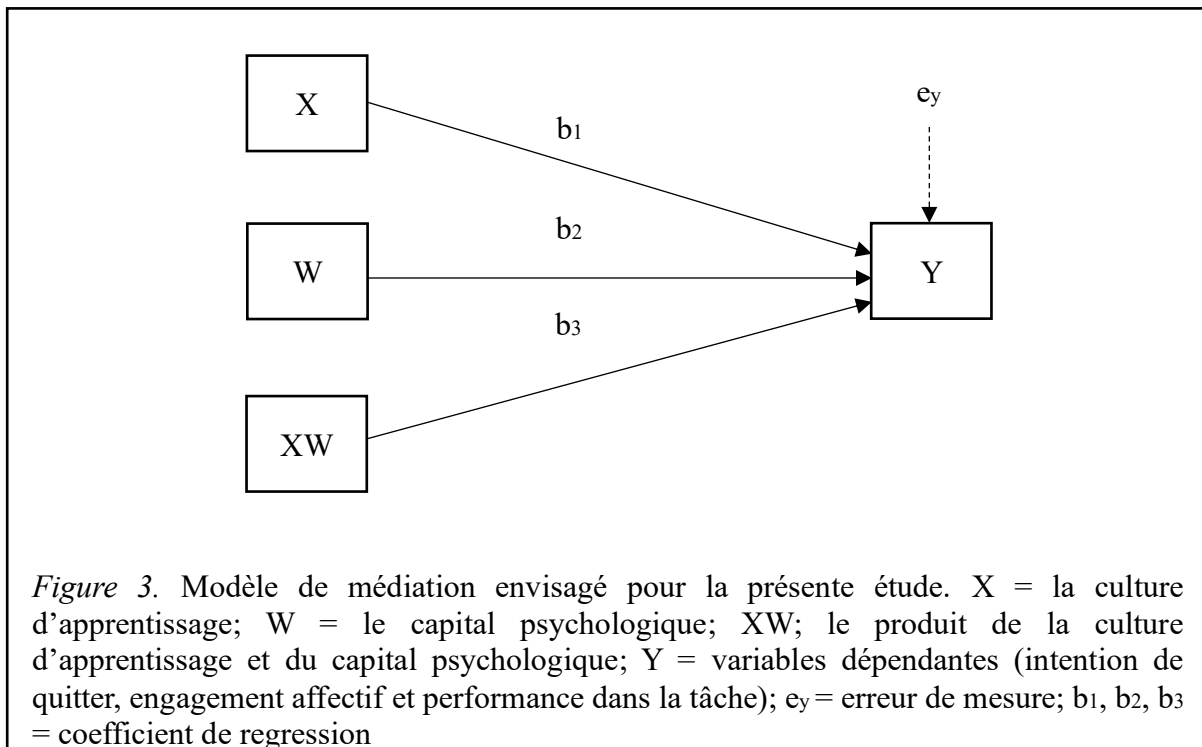 X
e_y
b1
b2
W
Y
b3
XW
Figure 3. Modèle de médiation envisagé pour la présente étude. X = la culture
d’apprentissage; W = le capital psychologique; XW; le produit de la culture
d’apprentissage et du capital psychologique; Y = variables dépendantes (intention de
quitter, engagement affectif et performance dans la tâche); ey = erreur de mesure; b1, b2, b3
= coefficient de regression